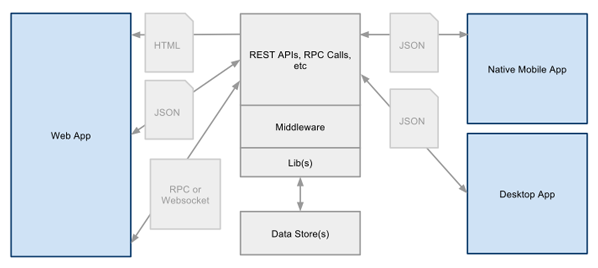 Web App
HTML
JSON
RPC or
Websocket
REST APIs, RPC Calls,
etc
Middleware
Lib(s)
Data Store(s)
JSON
JSON
Native Mobile App
Desktop App